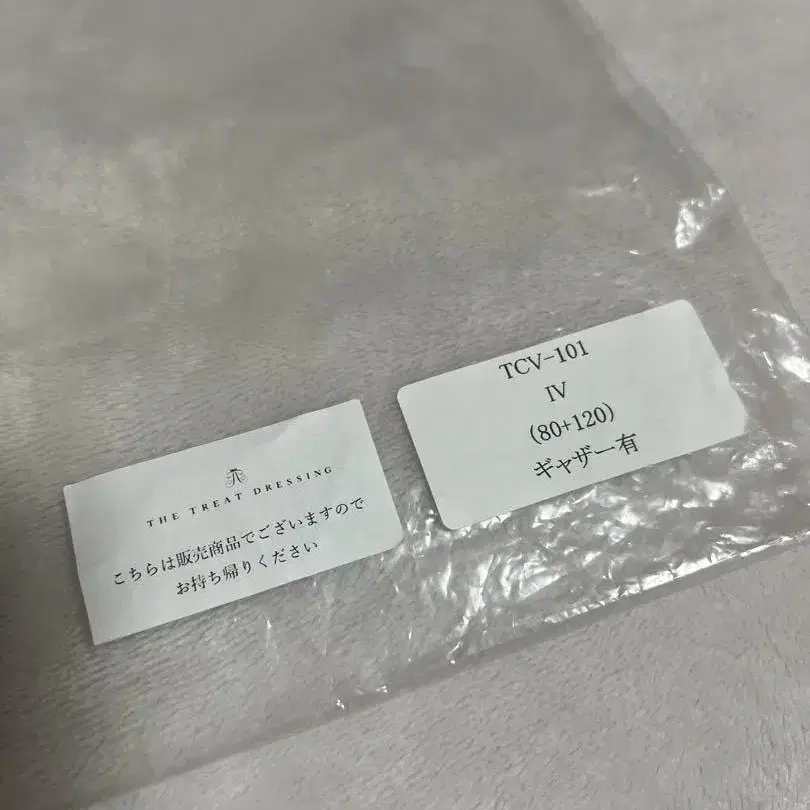 THE TREAT DRESSING
こちらは販売商品でございますので
お持ち帰りください
TCV-101
IV
(80+120)
ギャザー有